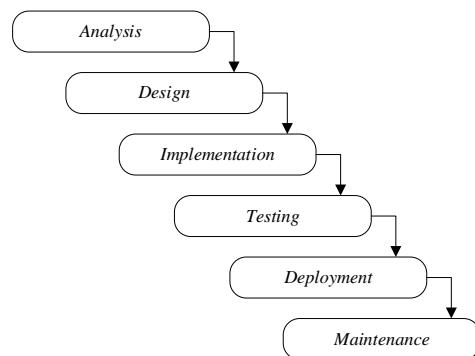 Analysis
Design
Implementation
Testing
Deployment
Maintenance